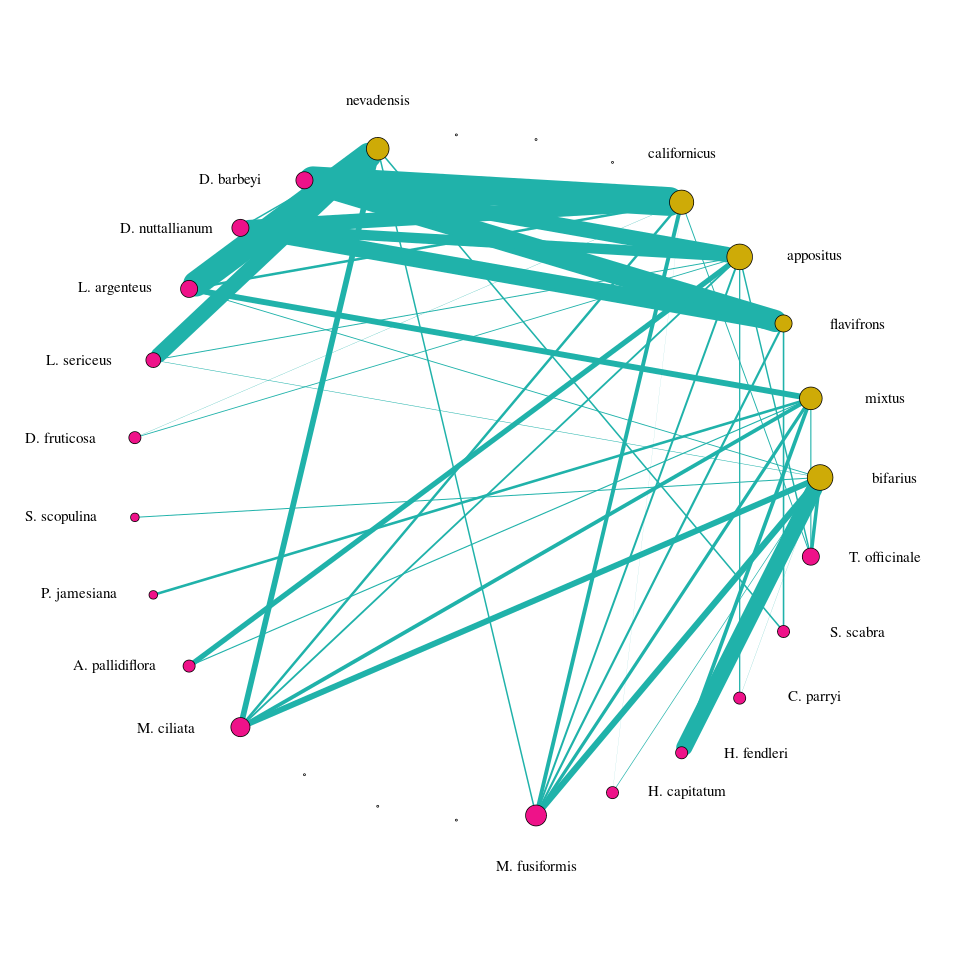 nevadensis
californicus
D. barbeyi
D. nuttallianum
appositus
L. argenteus
flavifrons
L. sericeus
mixtus
D. fruticosa
bifarius
S. scopulina
T. officinale
P. jamesiana
S. scabra
A. pallidiflora
C. parryi
M. ciliata
H. fendleri
H. capitatum
M. fusiformis